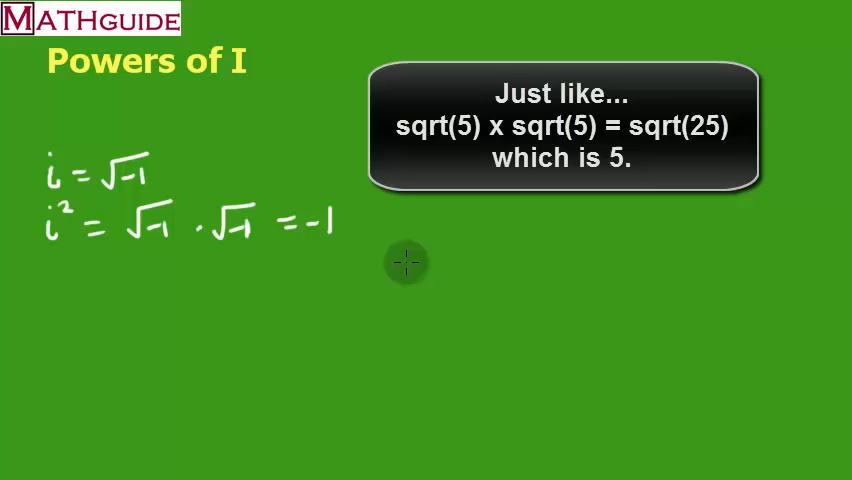 MATHGUIDE
Powers of I
Just like...
sqrt(5) x sqrt(5) = sqrt(25)
which is 5.
i = √-1
i² = √-1 · √-1 = -1